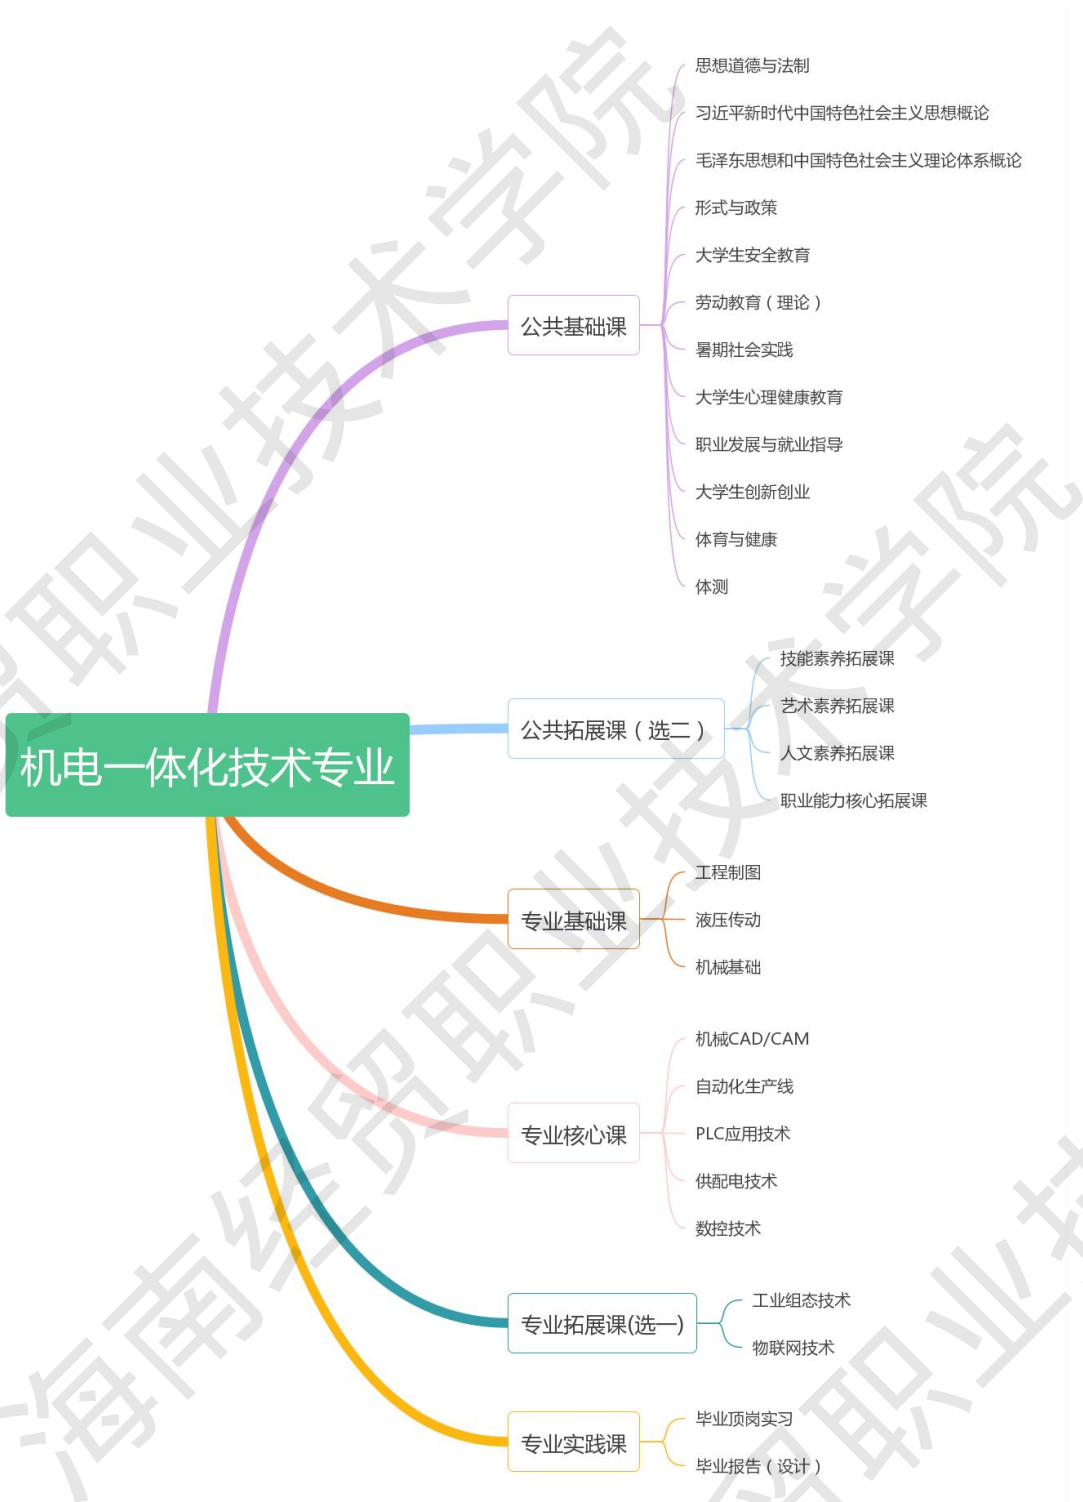 思想道德与法制
习近平新时代中国特色社会主义思想概论
毛泽东思想和中国特色社会主义理论体系概论
形式与政策
大学生安全教育
劳动教育（理论）
公共基础课
暑期社会实践
大学生心理健康教育
职业发展与就业指导
大学生创新创业
体育与健康
体测
技能素养拓展课
艺术素养拓展课
公共拓展课（选二）
人文素养拓展课
职业能力核心拓展课
机电一体化技术专业
工程制图
专业基础课
液压传动
机械基础
机械CAD/CAM
自动化生产线
专业核心课
PLC应用技术
供配电技术
数控技术
工业组态技术
专业拓展课(选一)
物联网技术
毕业顶岗实习
专业实践课
毕业报告（设计）
贸职业技术学院
海南经贸职业技术学院
贸职业技